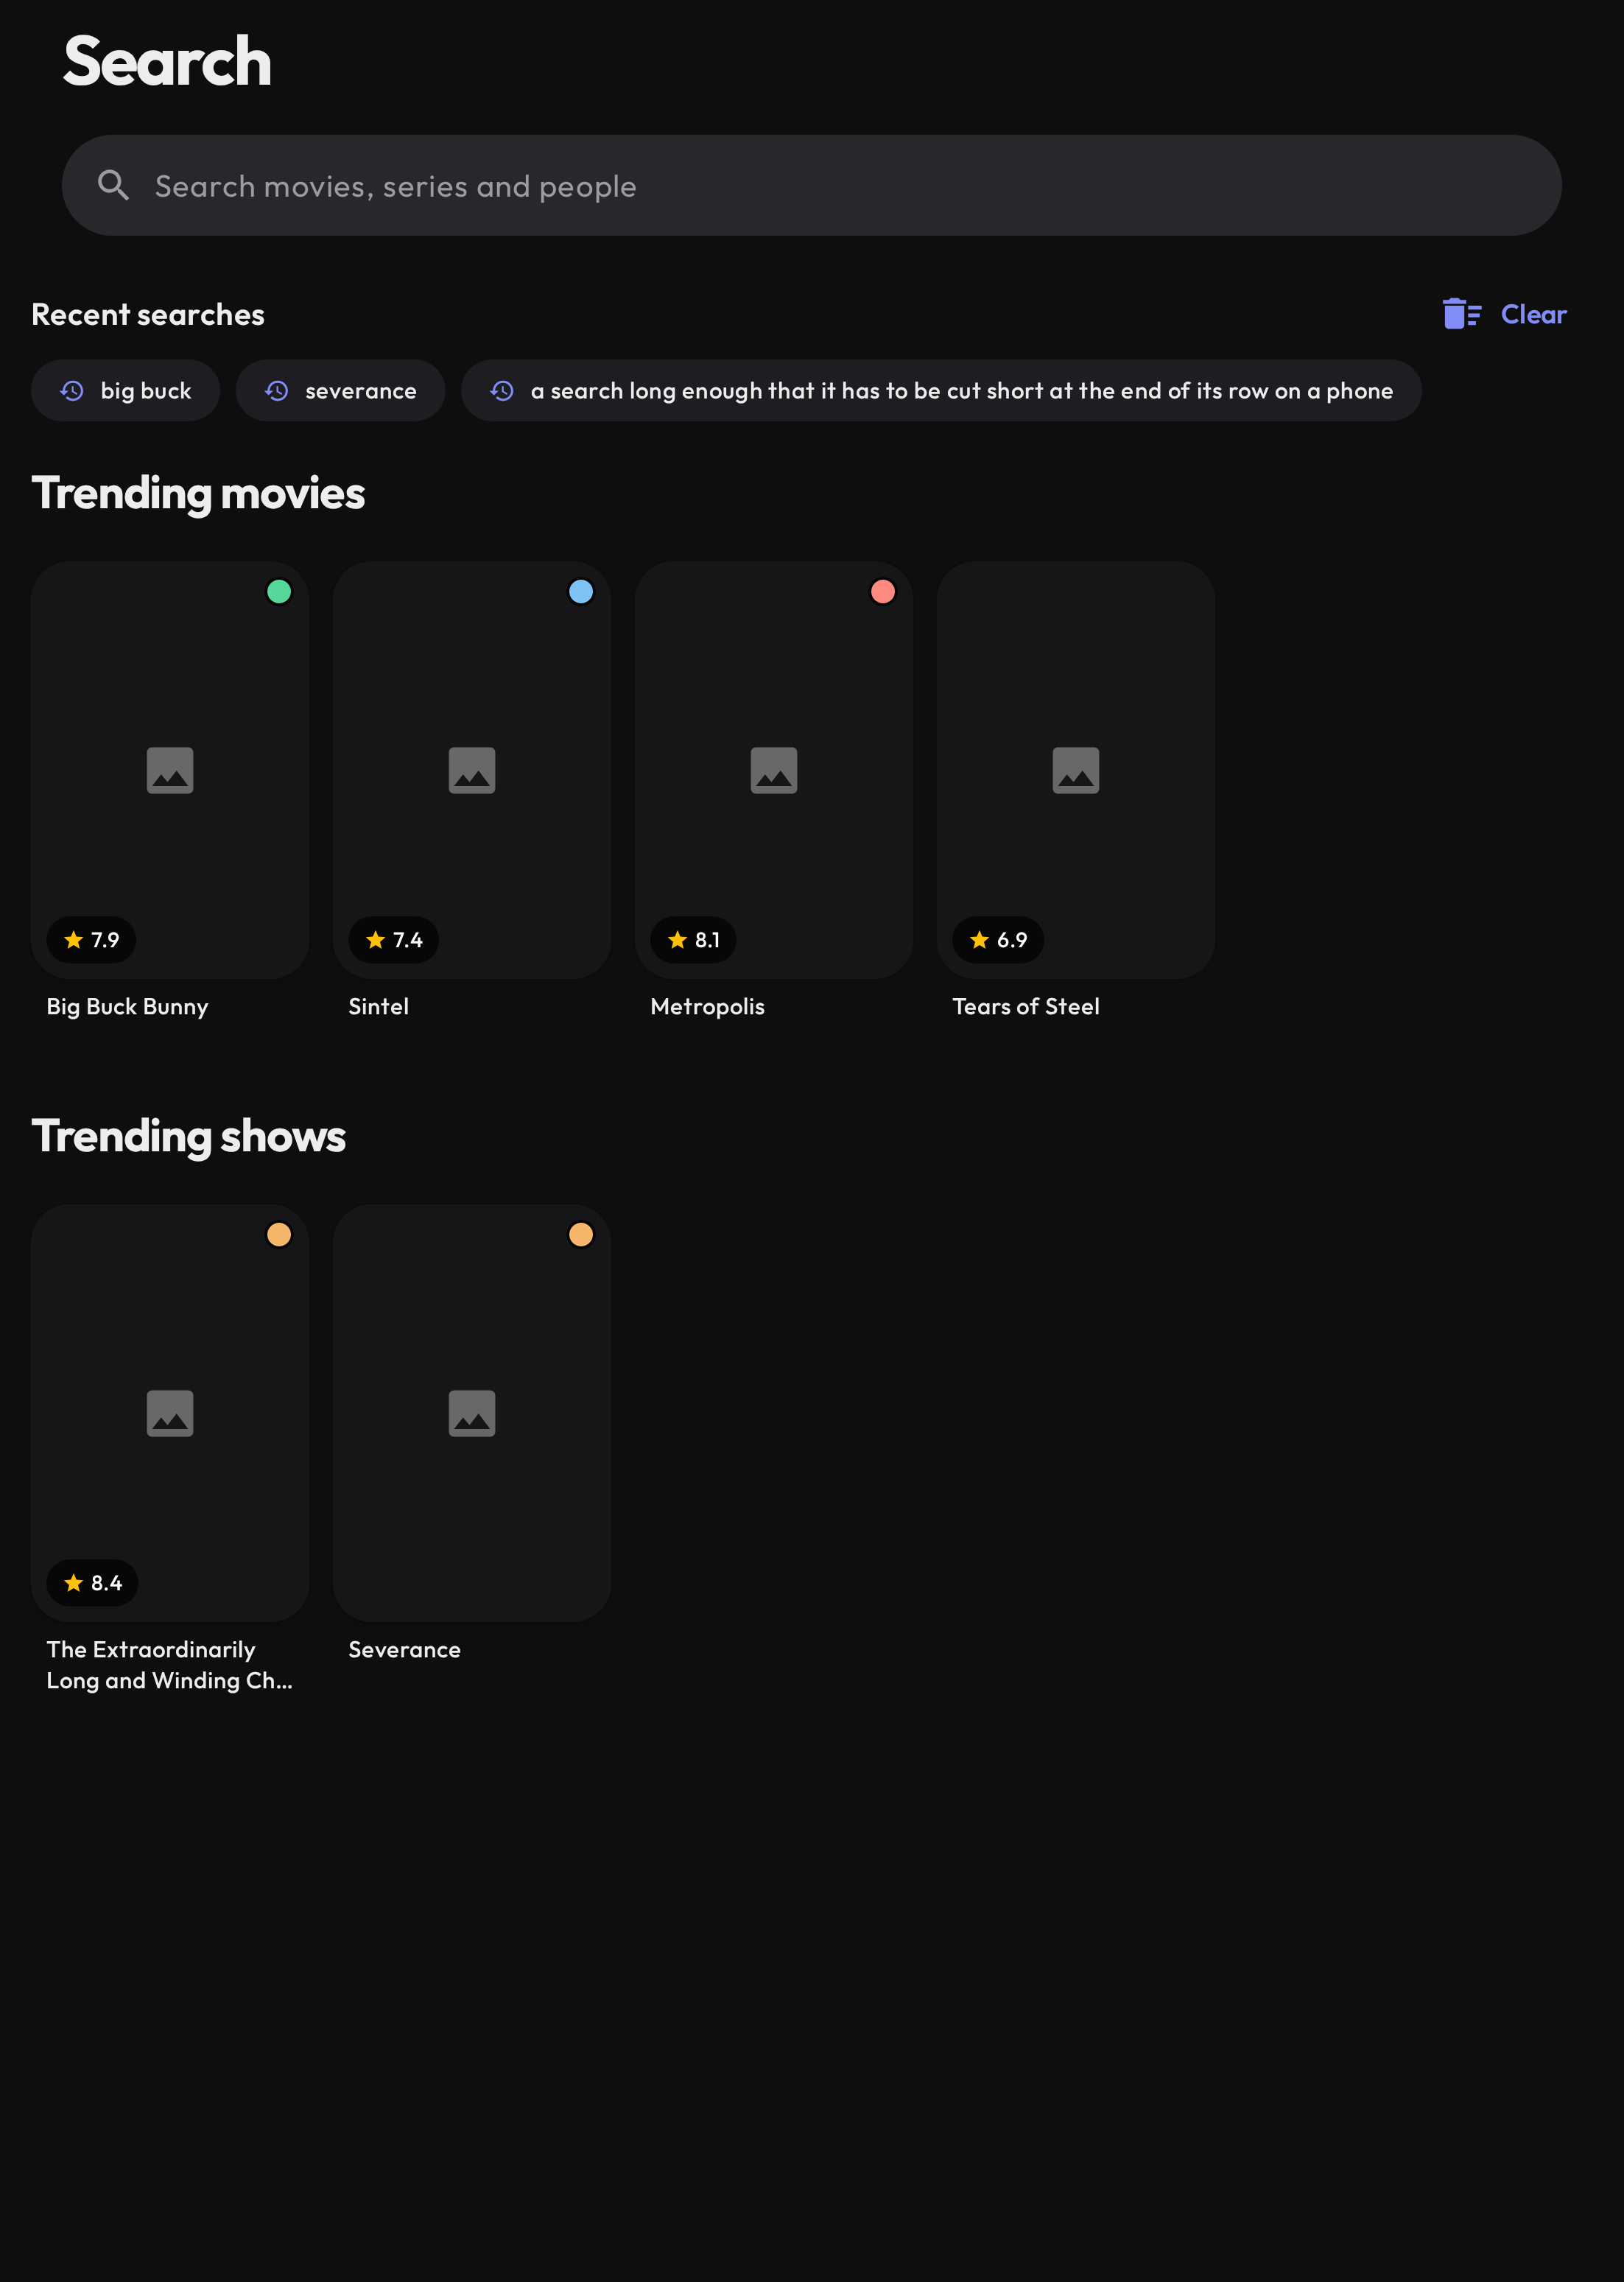 Search
Search movies, series and people
Recent searches
Clear
big buck
severance
a search long enough that it has to be cut short at the end of its row on a phone
Trending movies
7.9
7.4
8.1
6.9
Big Buck Bunny
Sintel
Metropolis
Tears of Steel
Trending shows
8.4
The Extraordinarily
Long and Winding Ch...
Severance